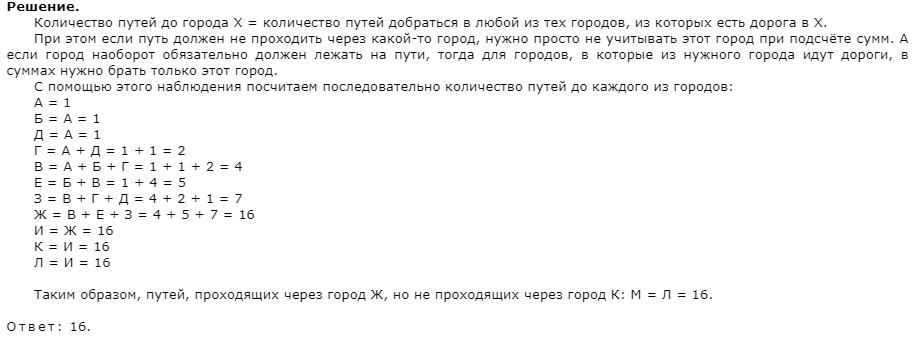 Решение.
Количество путей до города X = количество путей добраться в любой из тех городов, из которых есть дорога в X.
При этом если путь должен не проходить через какой-то город, нужно просто не учитывать этот город при подсчёте сумм. А
если город наоборот обязательно должен лежать на пути, тогда для городов, в которые из нужного города идут дороги, в
суммах нужно брать только этот город.
С помощью этого наблюдения посчитаем последовательно количество путей до каждого из городов:
А = 1
Б = А = 1
Д = А = 1
Г = А + Д = 1 + 1 = 2
В = А + Б + Г = 1 + 1 + 2 = 4
Е = Б + В = 1 + 4 = 5
З = В + Г + Д = 4 + 2 + 1 = 7
Ж = В + Е + З = 4 + 5 + 7 = 16
И = Ж = 16
К = И = 16
Л = И = 16
Таким образом, путей, проходящих через город Ж, но не проходящих через город К: М = Л = 16.
Ответ: 16.